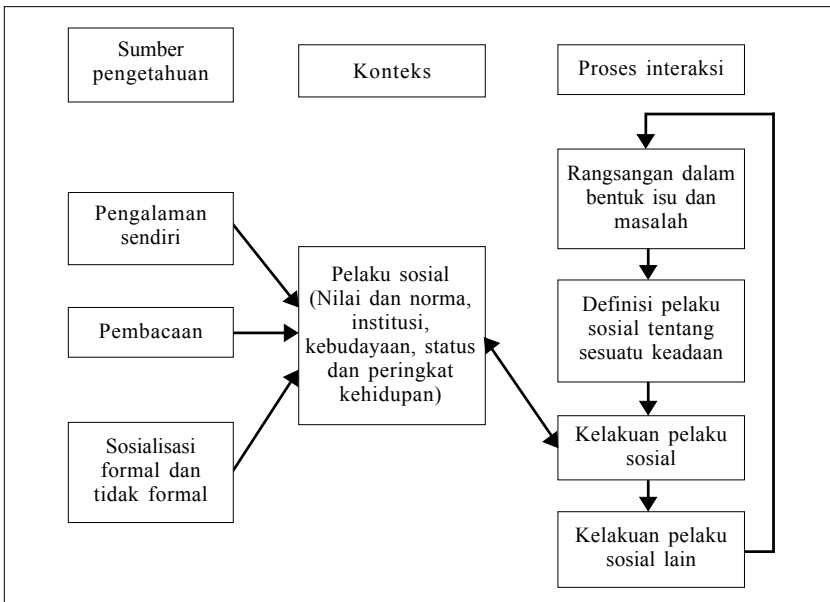 Sumber
pengetahuan
Konteks
Proses interaksi
Pengalaman
sendiri
Pembacaan
Sosialisasi
formal dan
tidak formal
Pelaku sosial
(Nilai dan norma,
institusi,
kebudayaan, status
dan peringkat
kehidupan)
Rangsangan dalam
bentuk isu dan
masalah
Definisi pelaku
sosial tentang
sesuatu keadaan
Kelakuan pelaku
sosial
Kelakuan pelaku
sosial lain